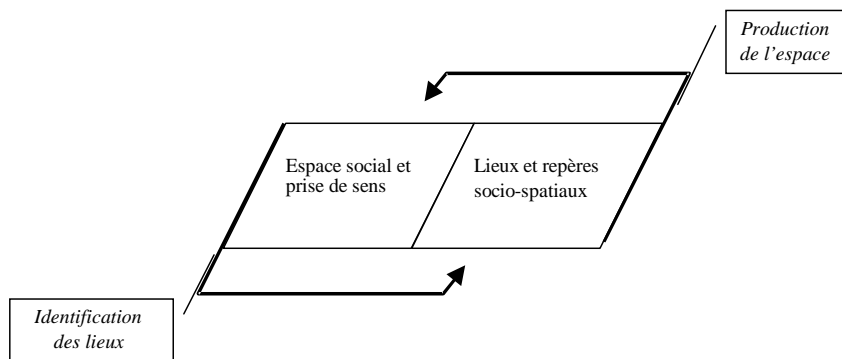 Production
de l'espace
Espace social et
prise de sens
Lieux et repères
socio-spatiaux
Identification
des lieux